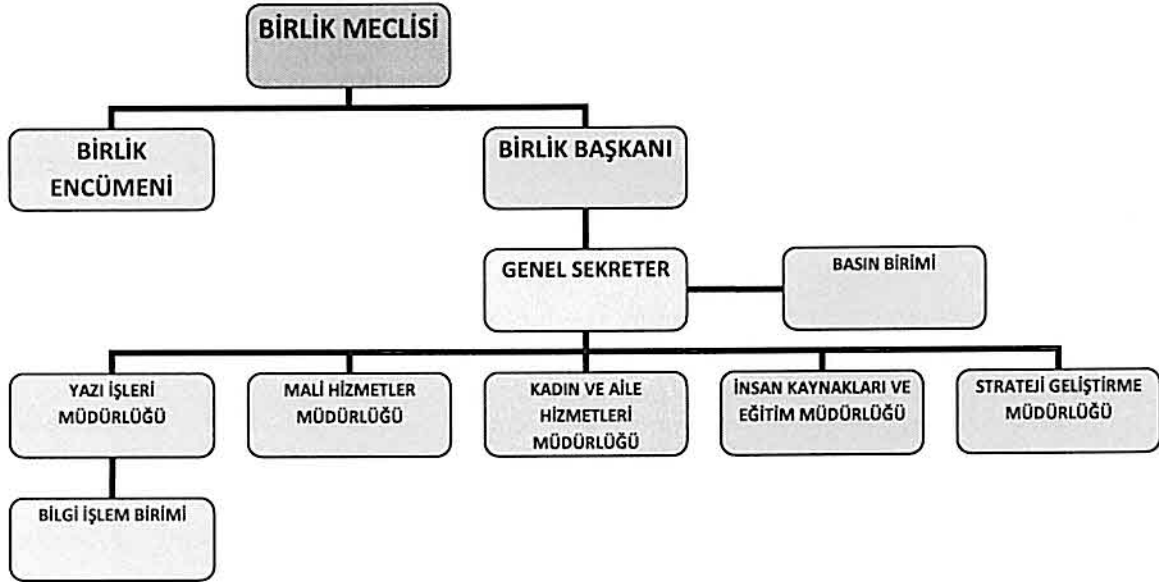 BİRLİK MECLİSİ
BİRLİK
ENCÜMENİ
BİRLİK BAŞKANI
GENEL SEKRETER
BASIN BİRİMİ
YAZI İŞLERİ
MÜDÜRLÜĞÜ
MALİ HİZMETLER
MÜDÜRLÜĞÜ
KADIN VE AİLE
HİZMETLERİ
MÜDÜRLÜĞÜ
İNSAN KAYNAKLARI VE
EĞİTİM MÜDÜRLÜĞÜ
STRATEJİ GELİŞTİRME
MÜDÜRLÜĞÜ
BİLGİ İŞLEM BİRİMİ